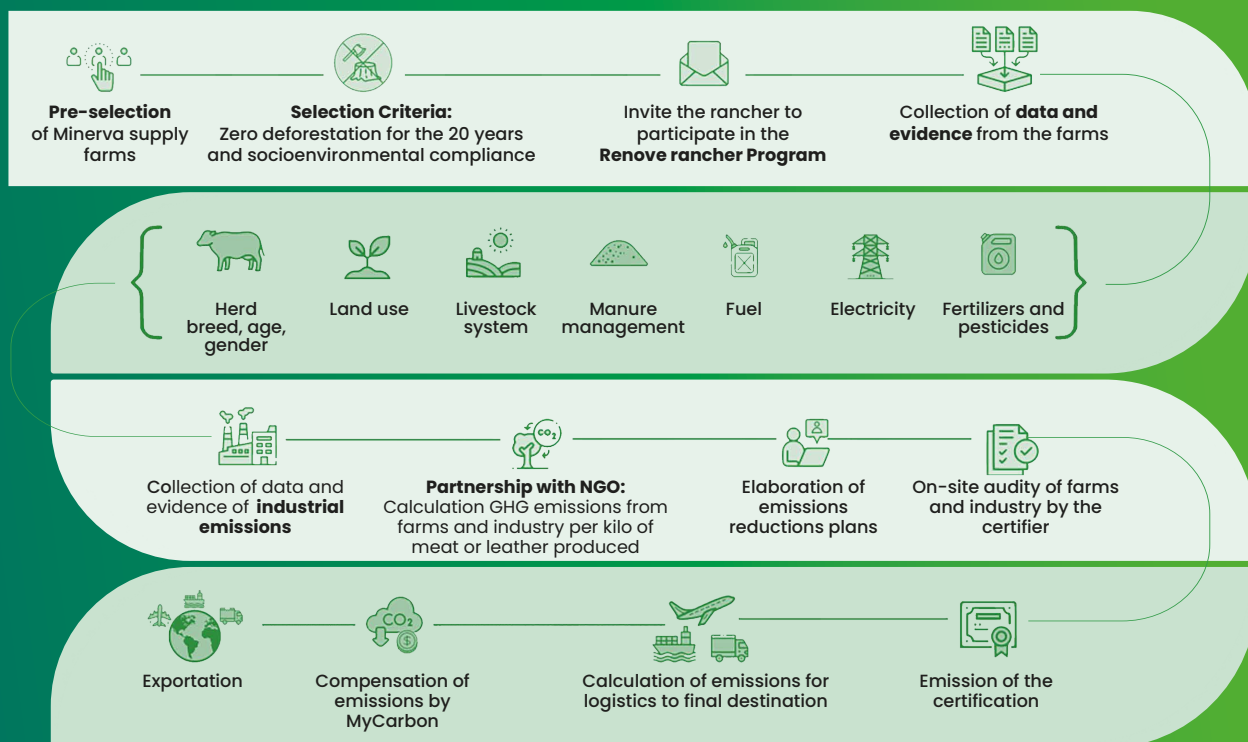 Pre-selection
of Minerva supply
farms
Selection Criteria:
Zero deforestation for the 20 years
and socioenvironmental compliance
Invite the rancher to
participate in the
Renove rancher Program
Collection of data and
evidence from the farms
Herd
breed, age,
gender
Land use
Livestock
system
Manure
management
Fuel
Electricity
Fertilizers and
pesticides
Collection of data and
evidence of industrial
emissions
Partnership with NGO:
Calculation GHG emissions from
farms and industry per kilo of
meat or leather produced
CO2
Elaboration of
emissions
reductions plans
On-site audity of farms
and industry by the
certifier
Exportation
CO2
$
Compensation of
emissions by
MyCarbon
Calculation of emissions for
logistics to final destination
Emission of the
certification